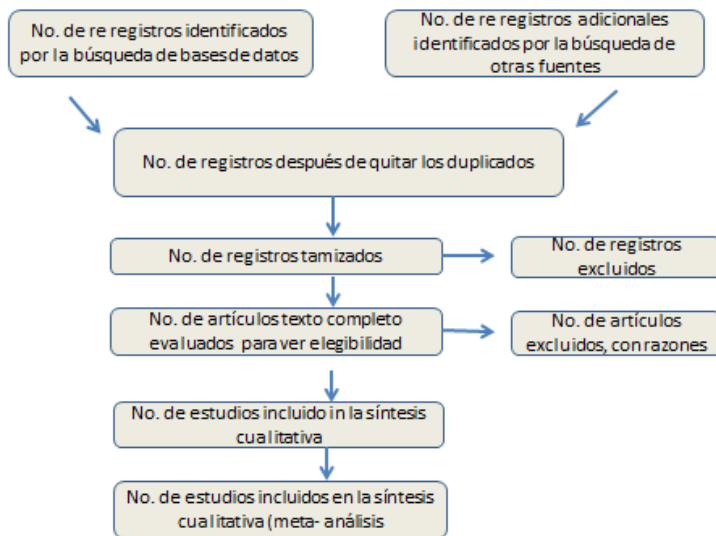 No. de re registros identificados
por la búsqueda de bases de datos
No. de re registros adicionales
identificados por la búsqueda de
otras fuentes
No. de registros después de quitar los duplicados
No. de registros tamizados
No. de registros
excluidos
No. de artículos texto completo
evaluados para ver elegibilidad
No. de artículos
excluidos, con razones
No. de estudios incluido in la síntesis
cualitativa
No. de estudios incluidos en la síntesis
cualitativa (meta- análisis